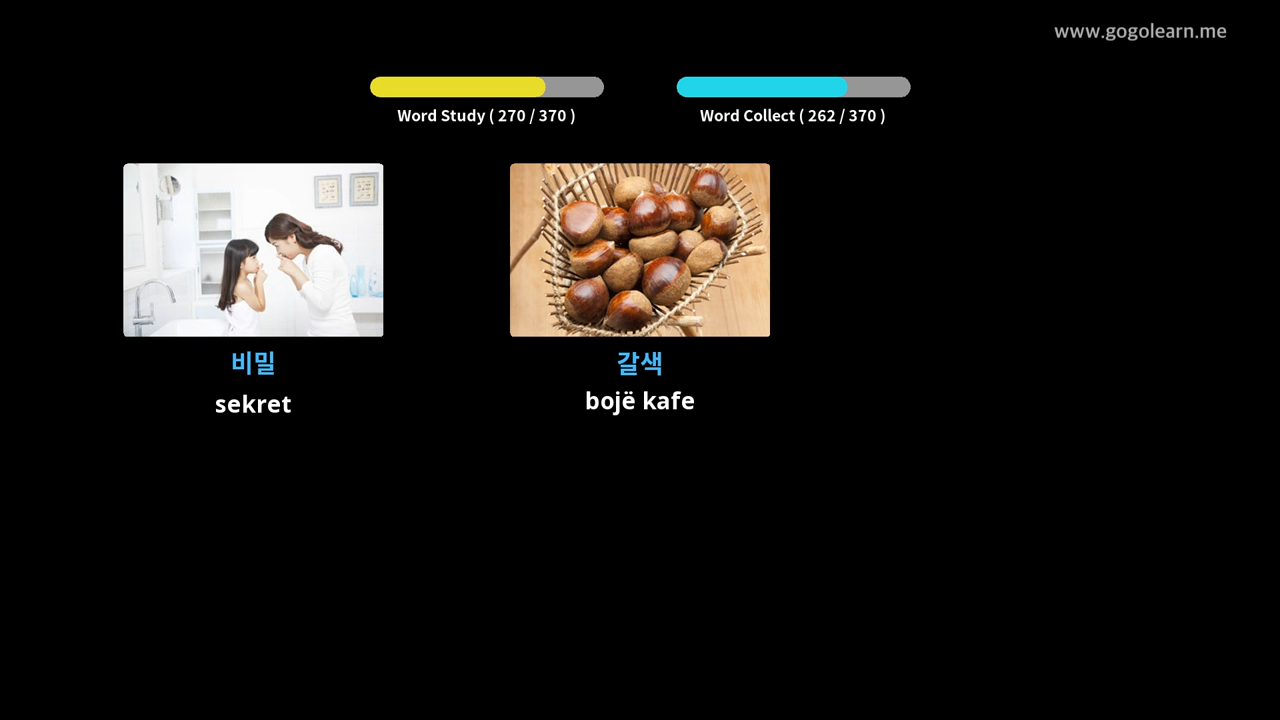 www.gogolearn.me
Word Study ( 270 / 370 )
Word Collect ( 262 / 370 )
비밀
sekret
갈색
bojë kafe